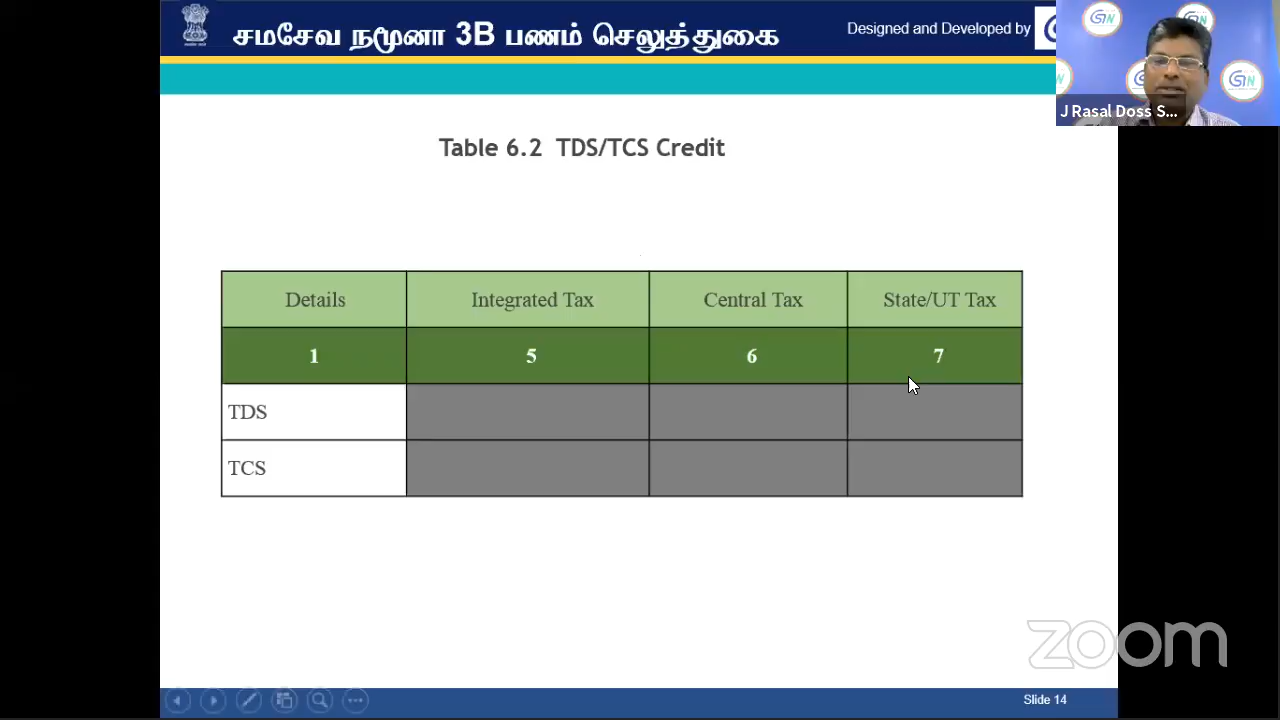 சமசேவ நமூனா 3B பணம் செலுத்துகை
Designed and Developed by
J Rasal Doss S...
Table 6.2 TDS/TCS Credit
Details Integrated Tax Central Tax State/UT Tax
1 5 6 7
TDS
TCS
zoom
Slide 14